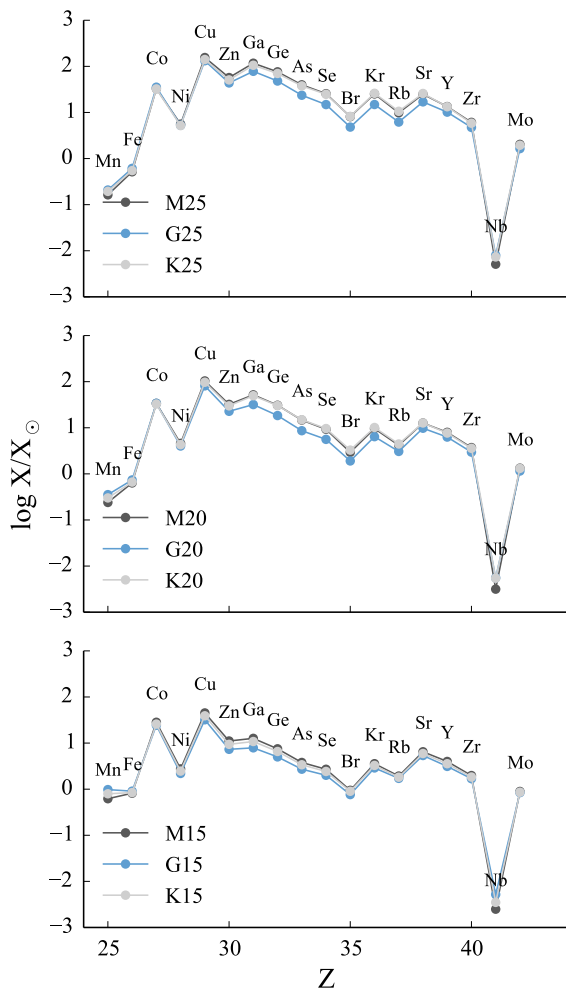 3
2
1
0
−1
−2
−3
Mn
Fe
Co
Ni
Cu
Zn
Ga
Ge
As
Se
Br
Kr
Rb
Sr
Y
Zr
Nb
Mo
M25
G25
K25
log X/X☉
3
2
1
0
−1
−2
−3
Mn
Fe
Co
Ni
Cu
Zn
Ga
Ge
As
Se
Br
Kr
Rb
Sr
Y
Zr
Nb
Mo
M20
G20
K20
3
2
1
0
−1
−2
−3
Mn
Fe
Co
Ni
Cu
Zn
Ga
Ge
As
Se
Br
Kr
Rb
Sr
Y
Zr
Nb
Mo
M15
G15
K15
25 30 35 40 45
Z